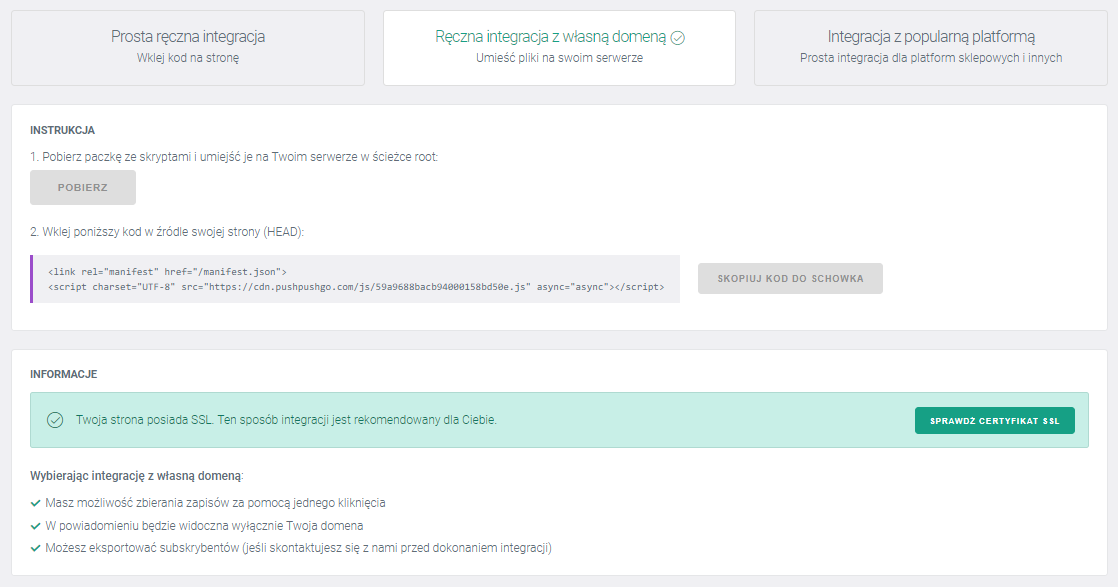 Prosta ręczna integracja
Wklej kod na stronę
Ręczna integracja z własną domeną
Umieść pliki na swoim serwerze
Integracja z popularną platformą
Prosta integracja dla platform sklepowych i innych
INSTRUKCJA
1. Pobierz paczkę ze skryptami i umiejść je na Twoim serwerze w ścieżce root:
POBIERZ
2. Wklej poniższy kod w źródle swojej strony (HEAD):
<link rel="manifest" href="/manifest.json">
<script charset="UTF-8" src="https://cdn.pushpushgo.com/js/59a9688bacb94000158bd50e.js" async="async"></script>
SKOPIUJ KOD DO SCHOWKA
INFORMACJE
Twoja strona posiada SSL. Ten sposób integracji jest rekomendowany dla Ciebie.
SPRAWDŹ CERTYFIKAT SSL
Wybierając integrację z własną domeną:
Masz możliwość zbierania zapisów za pomocą jednego kliknięcia
W powiadomieniu będzie widoczna wyłącznie Twoja domena
Możesz eksportować subskrybentów (jeśli skontaktujesz się z nami przed dokonaniem integracji)